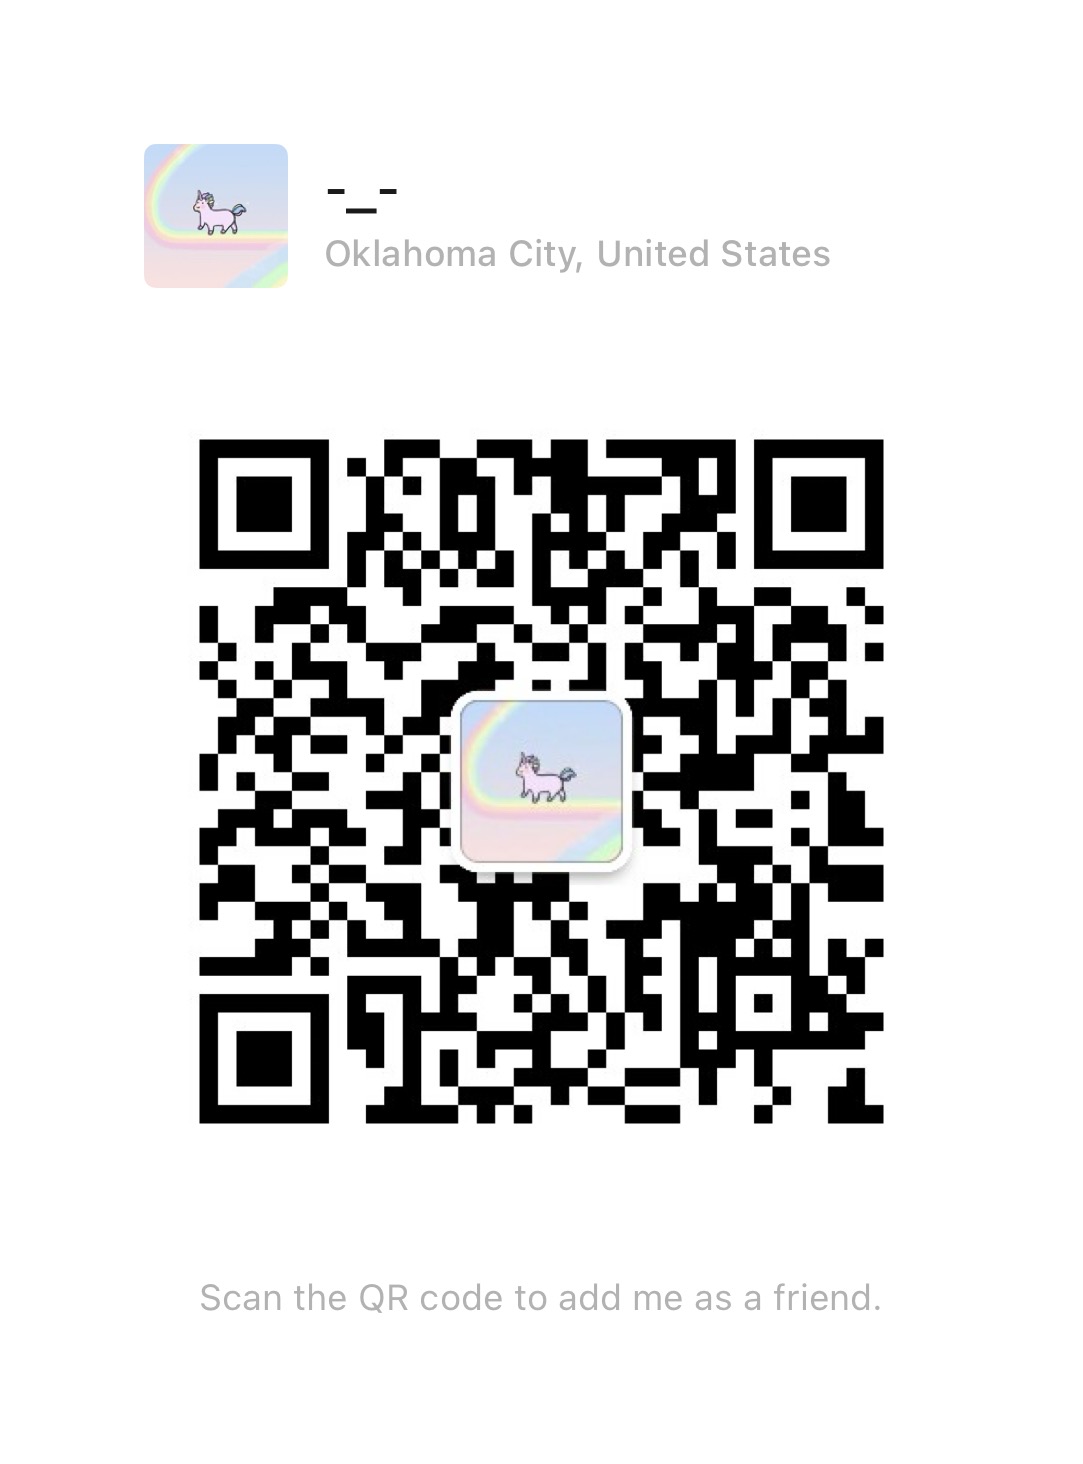 -_-
Oklahoma City, United States
Scan the QR code to add me as a friend.